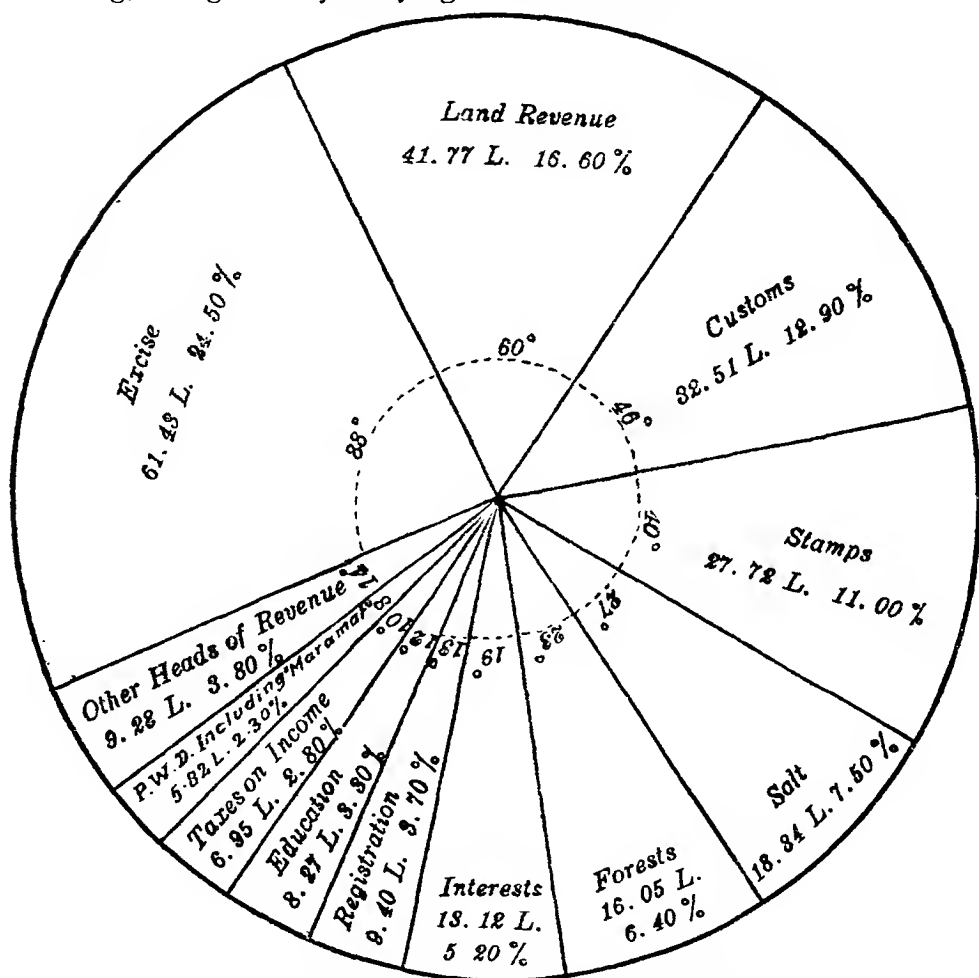 Land Revenue
41.77 L. 16.60%
Customs
32.51 L. 12.90%
Stamps
27.72 L. 11.00%
Salt
18.84 L. 7.50%
Forests
16.05 L.
6.40%
Interests
13.12 L.
5 20%
Registration
9.40 L. 3.70%
Education
8.27 L. 3.30%
Taxes on Income
6.95 L. 2.80%
P.W.D. Including "Maramat"
5.82 L. 2.30%
Other Heads of Revenue
9.22 L. 3.80%
Excise
61.43 L. 24.50%
60°
46°
40°
27°
23°
19°
13°
12°
10°
8°
14°
88°